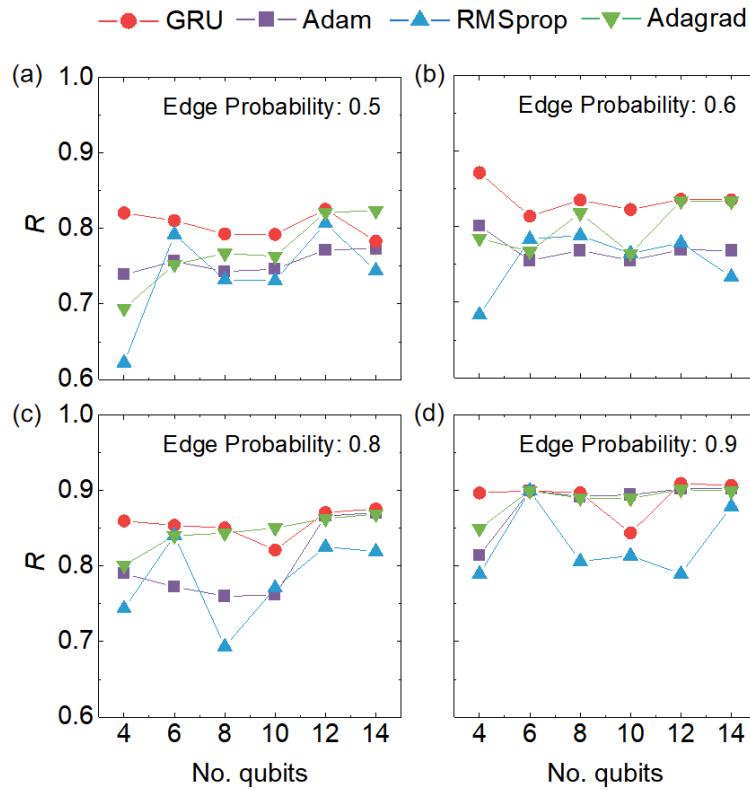 GRU Adam RMSprop Adagrad
(a) (b)
Edge Probability: 0.5 Edge Probability: 0.6
1.0
0.9
0.8
0.7
0.6
R
(c) (d)
Edge Probability: 0.8 Edge Probability: 0.9
1.0
0.9
0.8
0.7
0.6
R
4 6 8 10 12 14 4 6 8 10 12 14
No. qubits No. qubits